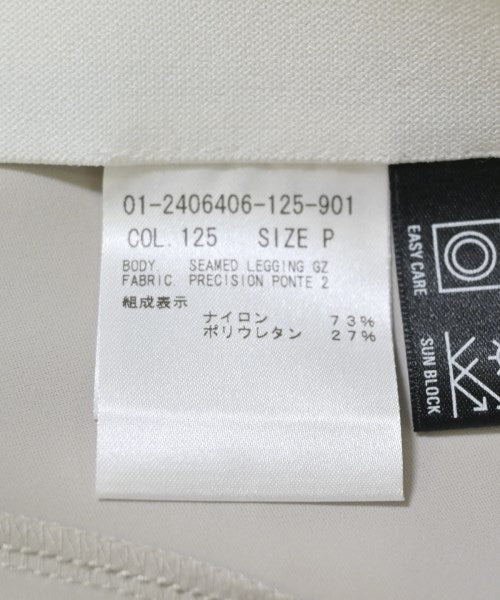 01-2406406-125-901
COL.125 SIZE P
BODY SEAMED LEGGING GZ
FABRIC PRECISION PONTE 2
組成表示
ナイロン 73%
ポリウレタン 27%
EASY CARE
SUN BLOCK